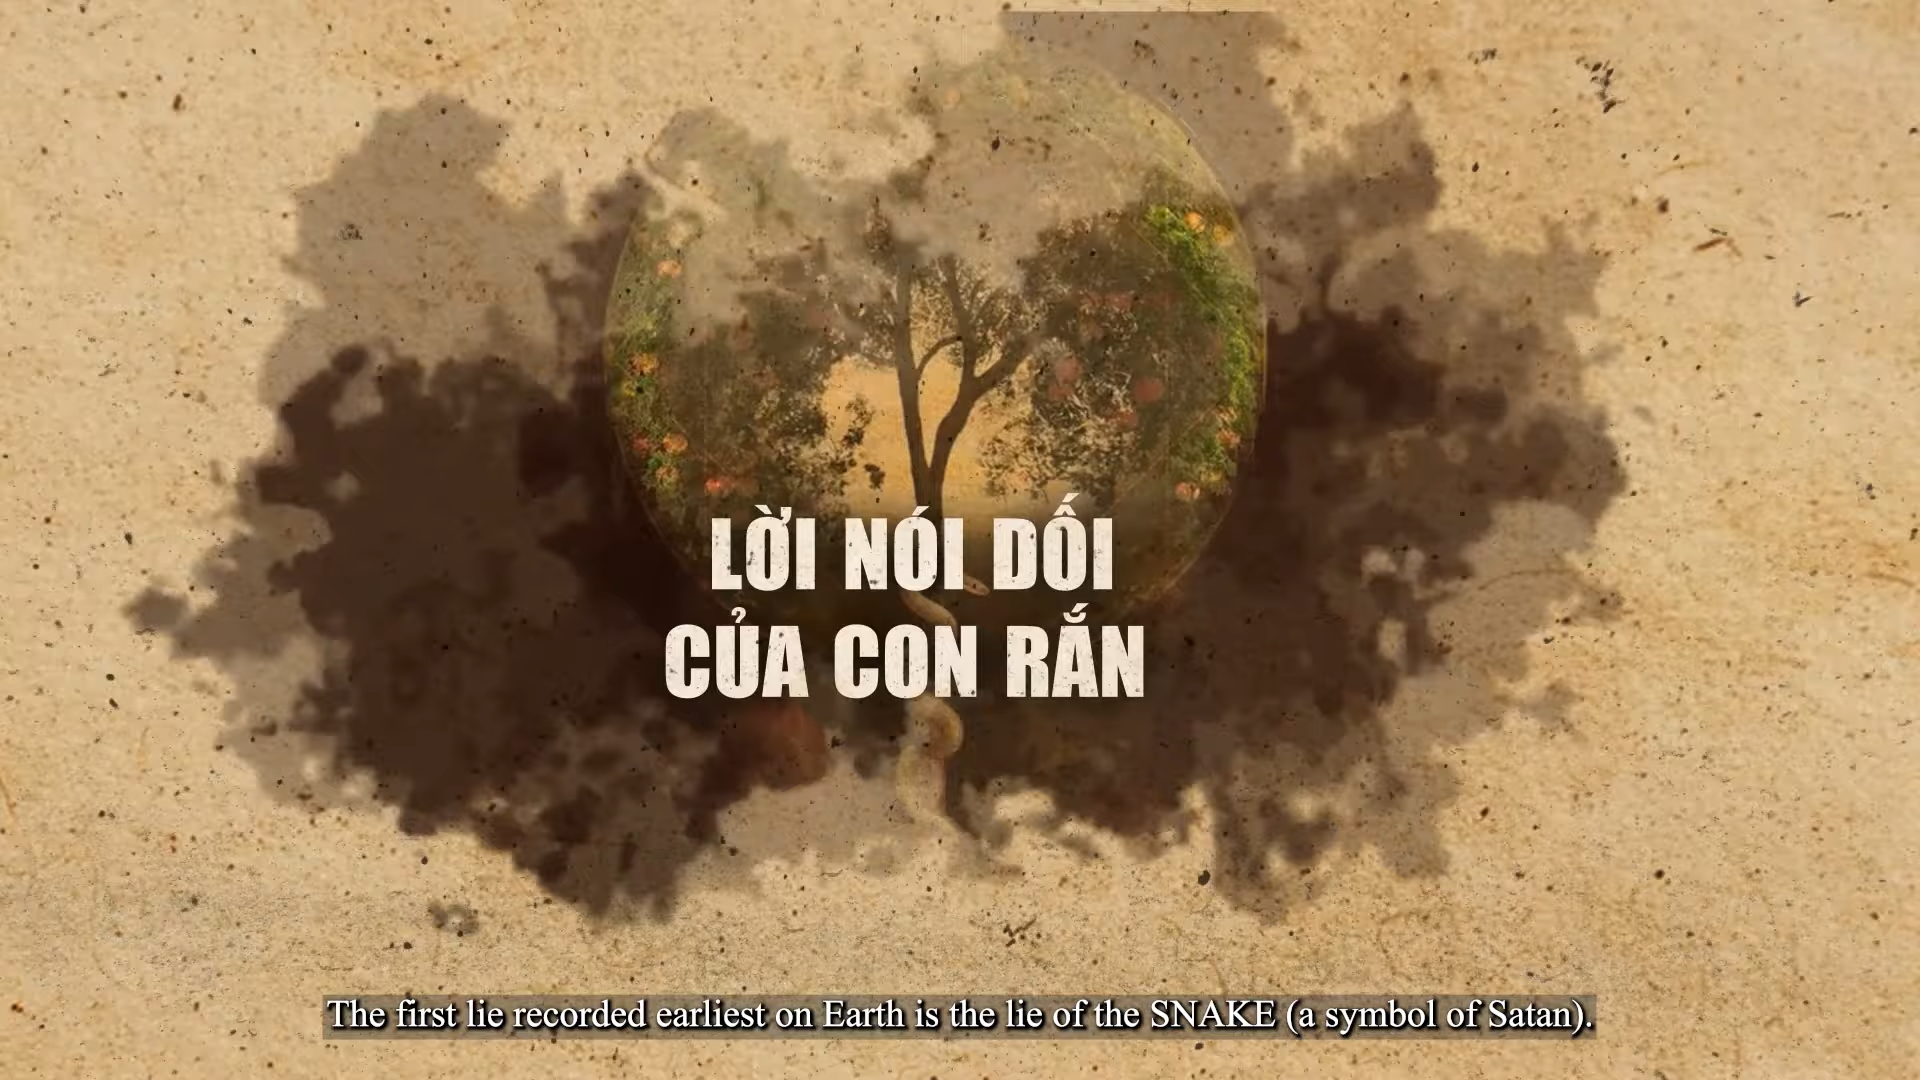 LỜI NÓI DỐI
CỦA CON RẮN
The first lie recorded earliest on Earth is the lie of the SNAKE (a symbol of Satan).